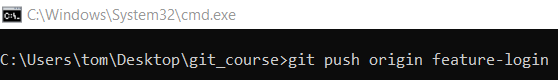 C:\Windows\System32\cmd.exe
C:\Users\tom\Desktop\git_course>git push origin feature-login